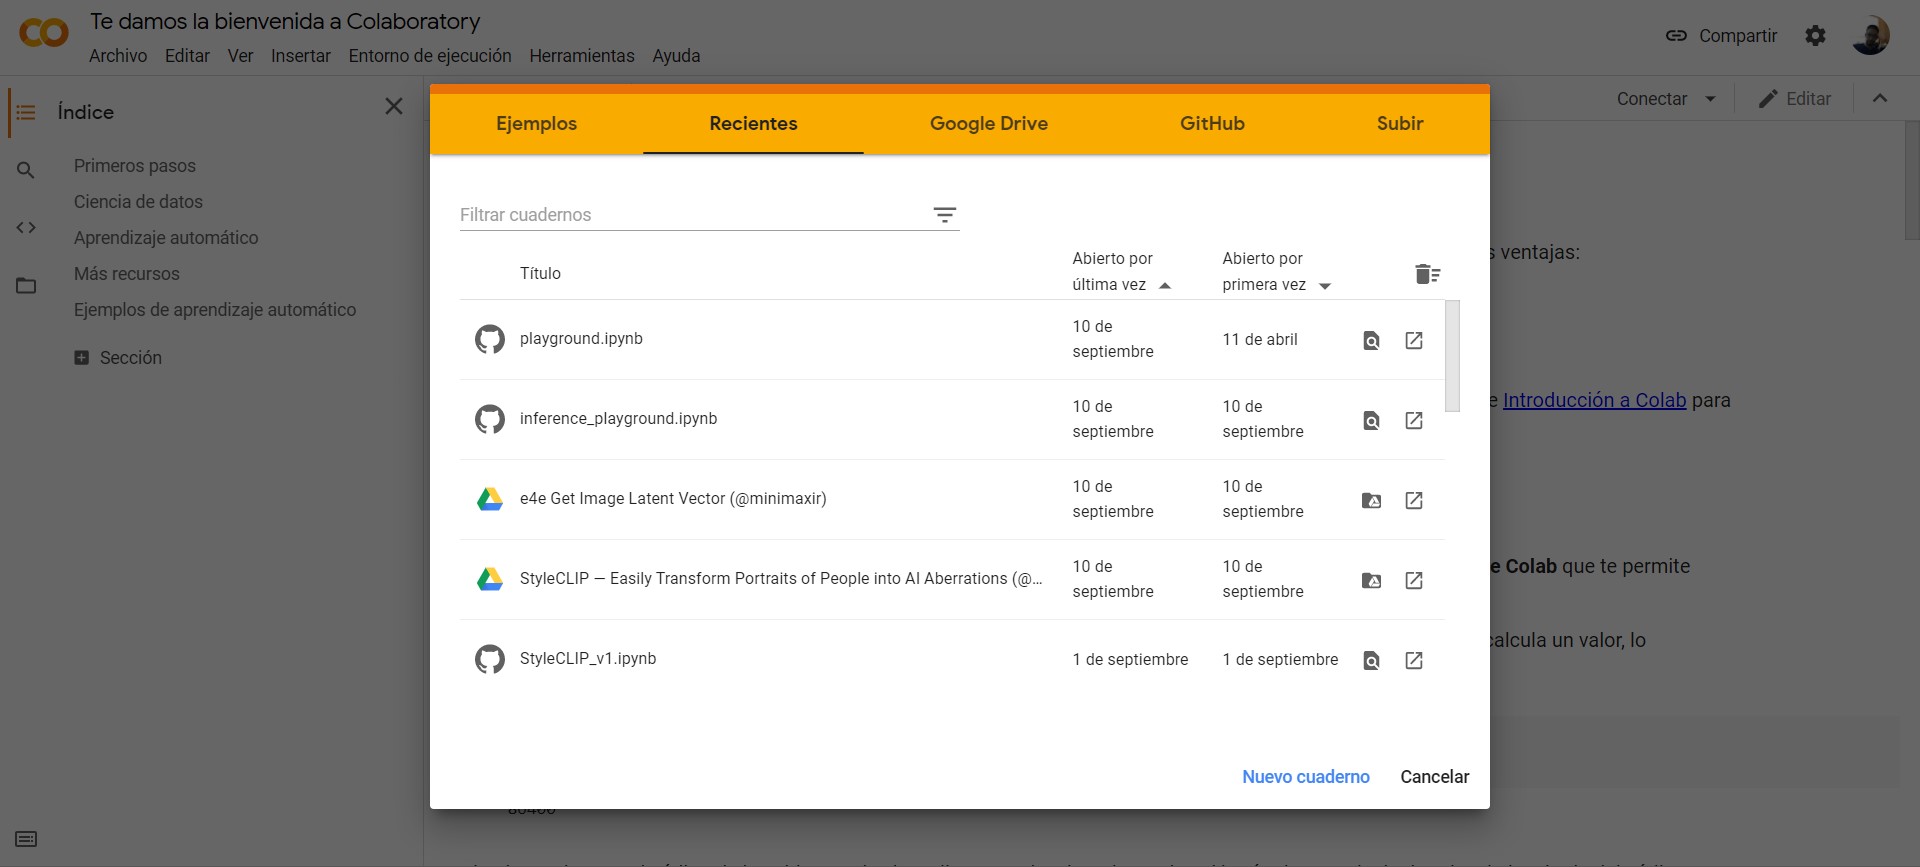 Te damos la bienvenida a Colaboratory
Archivo Editar Ver Insertar Entorno de ejecución Herramientas Ayuda
Compartir
Índice
Primeros pasos
Ciencia de datos
Aprendizaje automático
Más recursos
Ejemplos de aprendizaje automático
Sección
Conectar Editar
Ejemplos Recientes Google Drive GitHub Subir
Filtrar cuadernos
Título
Abierto por
última vez
Abierto por
primera vez
playground.ipynb
10 de
septiembre
11 de abril
inference_playground.ipynb
10 de
septiembre
10 de
septiembre
e4e Get Image Latent Vector (@minimaxir)
10 de
septiembre
10 de
septiembre
StyleCLIP — Easily Transform Portraits of People into AI Aberrations (@...
10 de
septiembre
10 de
septiembre
StyleCLIP_v1.ipynb
1 de septiembre
1 de septiembre
Nuevo cuaderno Cancelar
s ventajas:
e Introducción a Colab para
e Colab que te permite
calcula un valor, lo